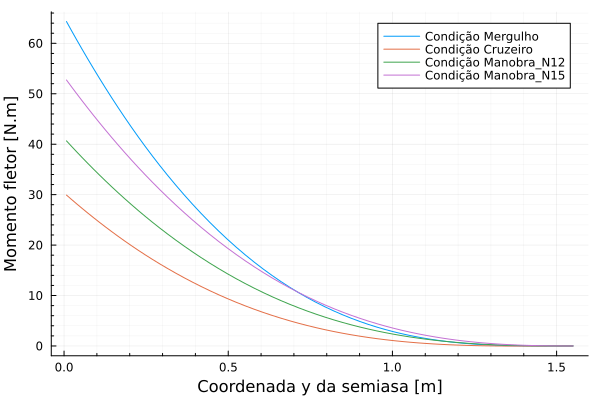 Momento fletor [N.m]
60
50
40
30
20
10
0
Condição Mergulho
Condição Cruzeiro
Condição Manobra_N12
Condição Manobra_N15
0.0 0.5 1.0 1.5
Coordenada y da semiasa [m]